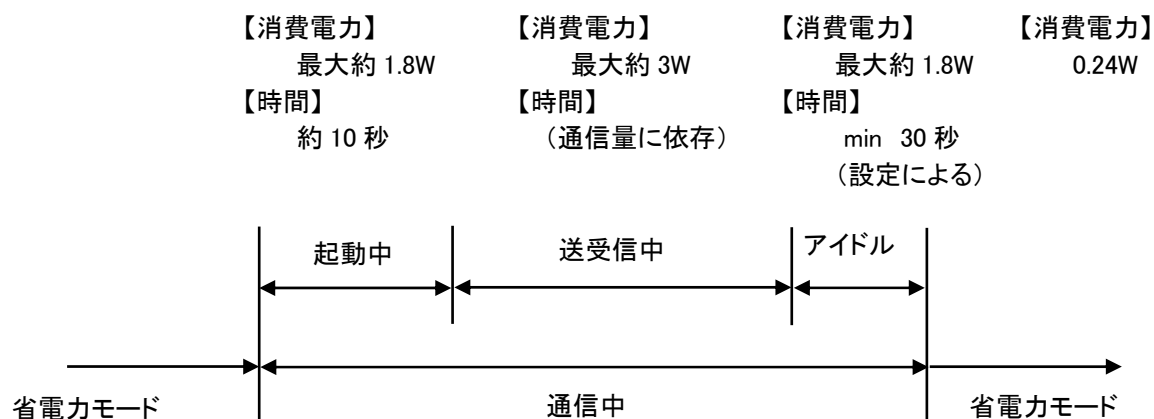 【消費電力】 【消費電力】 【消費電力】 【消費電力】
最大約 1.8W 最大約 3W 最大約 1.8W 0.24W
【時間】 【時間】 【時間】
約 10 秒 （通信量に依存） min 30 秒
（設定による）
起動中 送受信中 アイドル
省電力モード 通信中 省電力モード